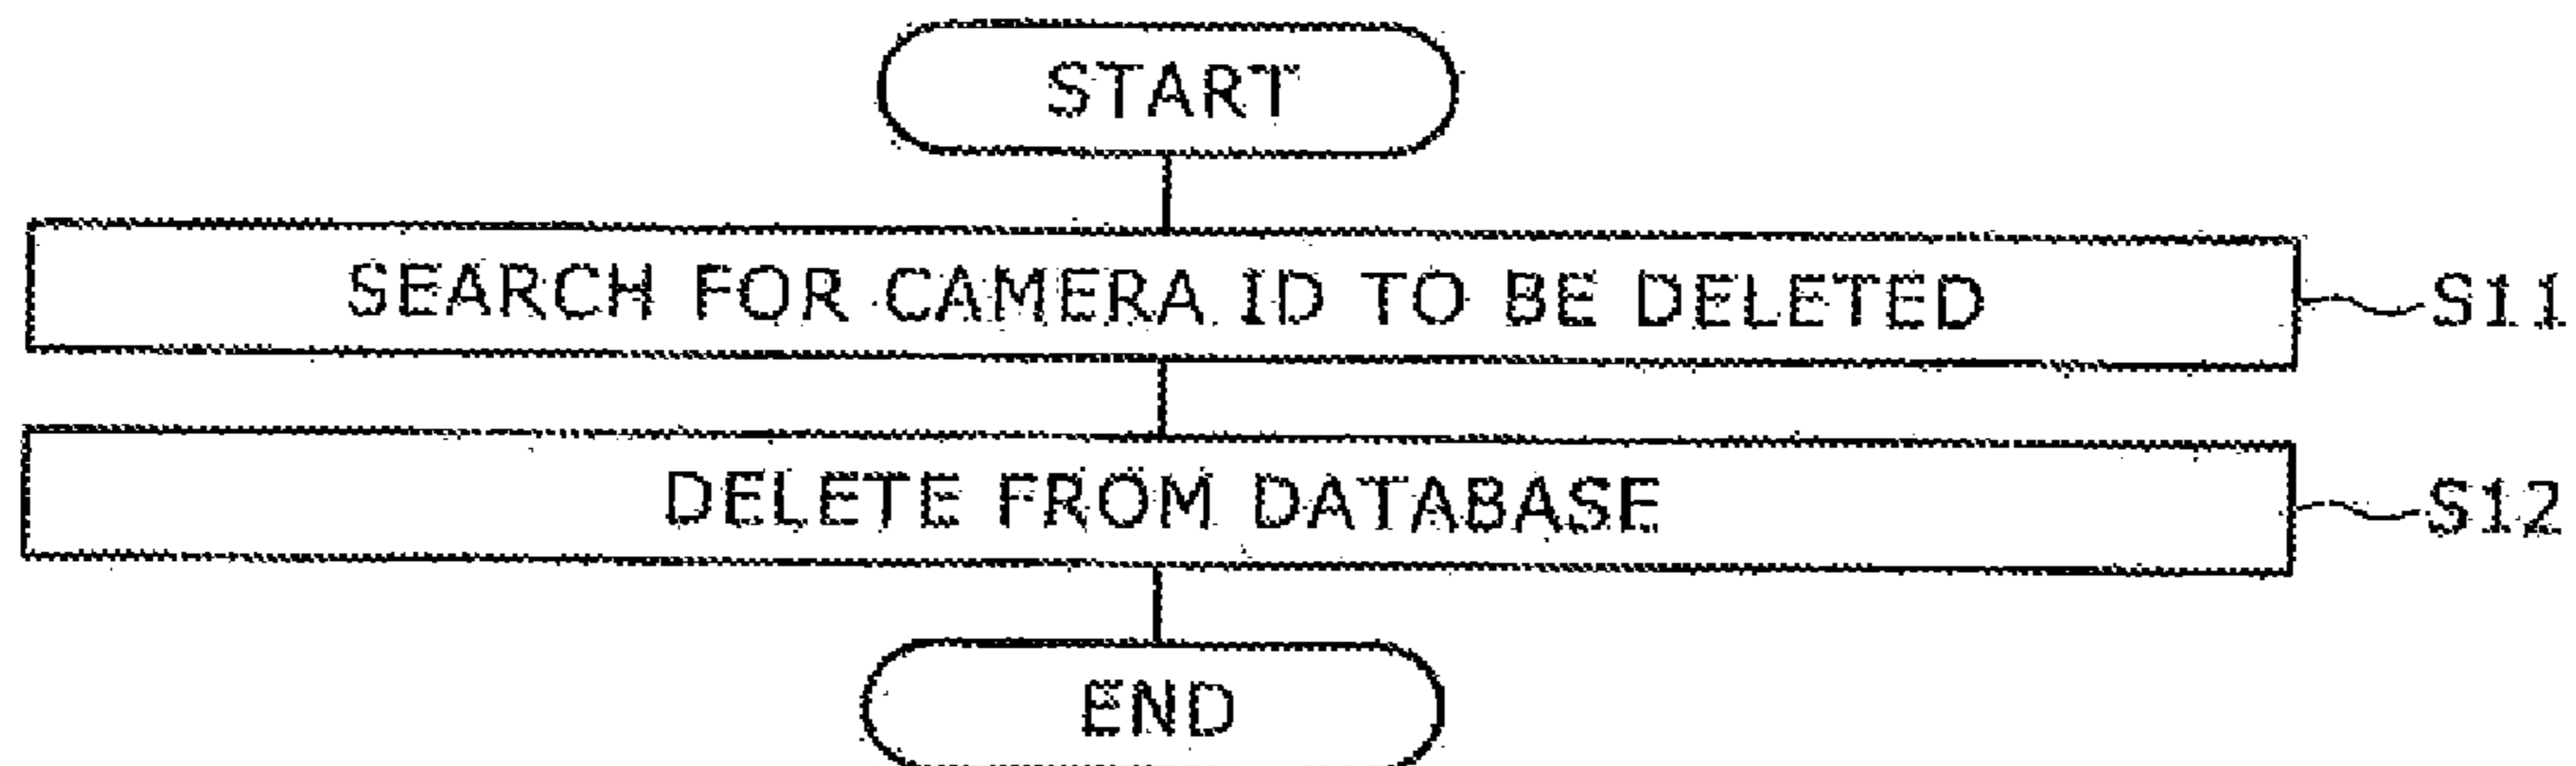 START
SEARCH FOR CAMERA ID TO BE DELETED
S11
DELETE FROM DATABASE
S12
END